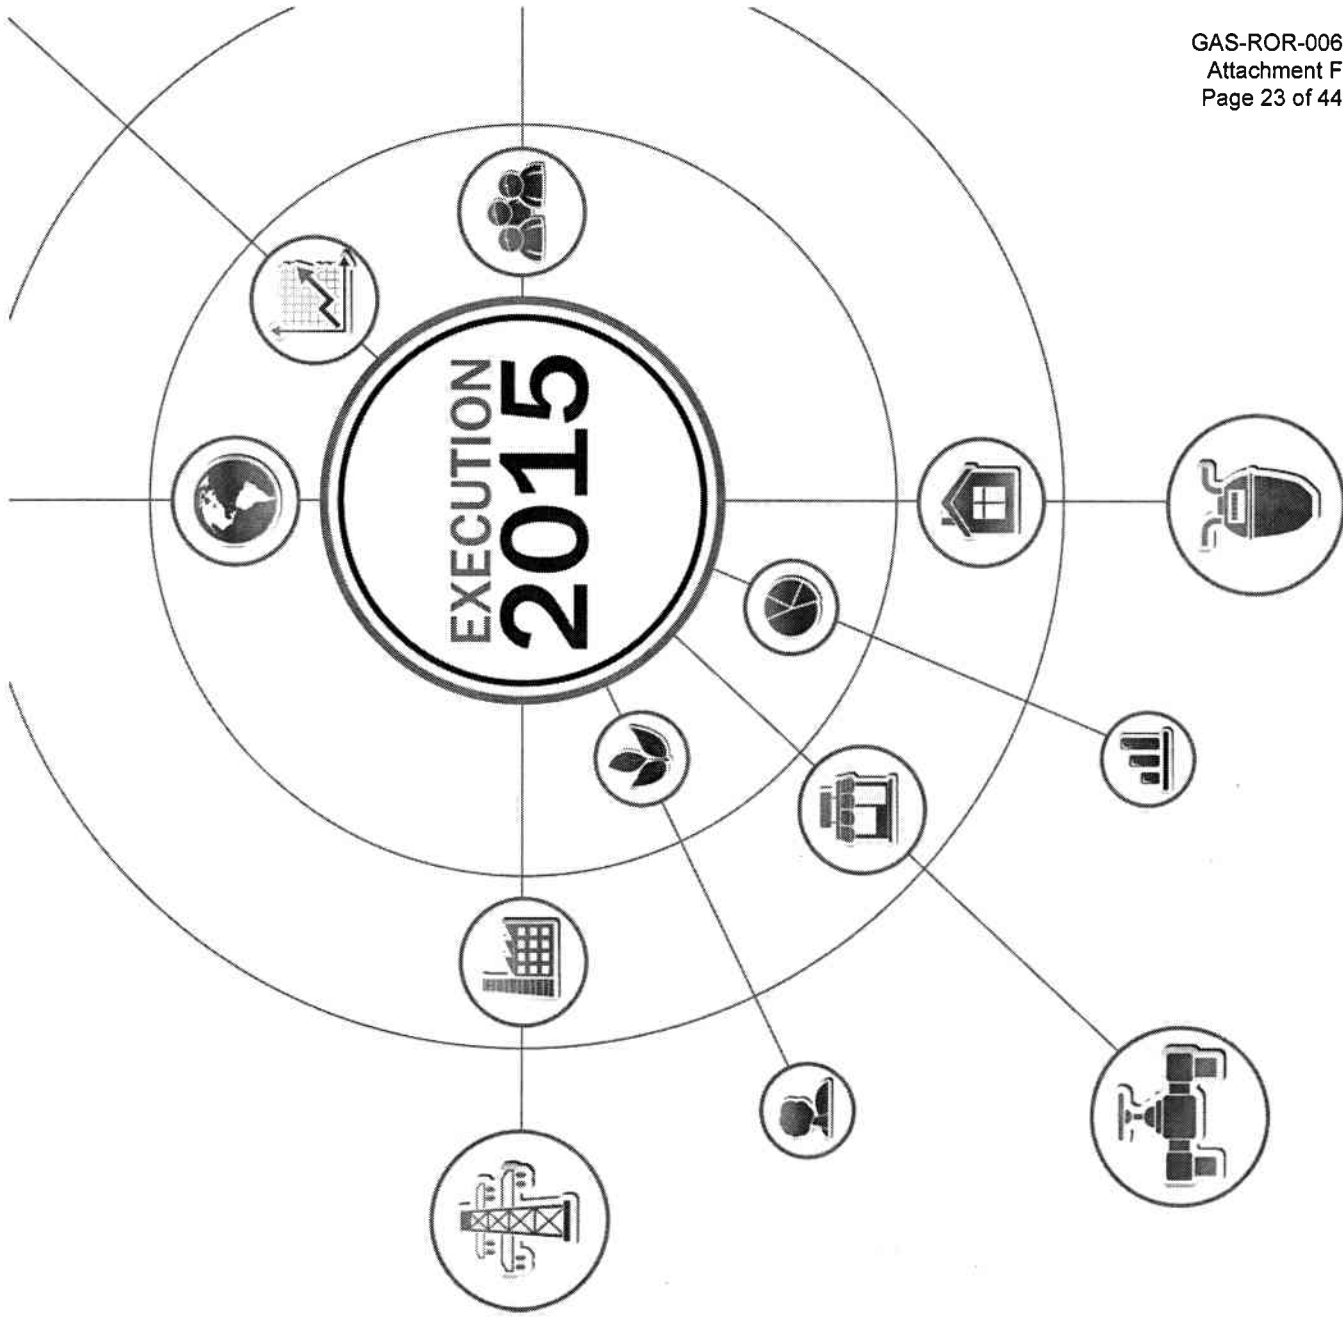 GAS-ROR-006
Attachment F
Page 23 of 44
EXECUTION
2015